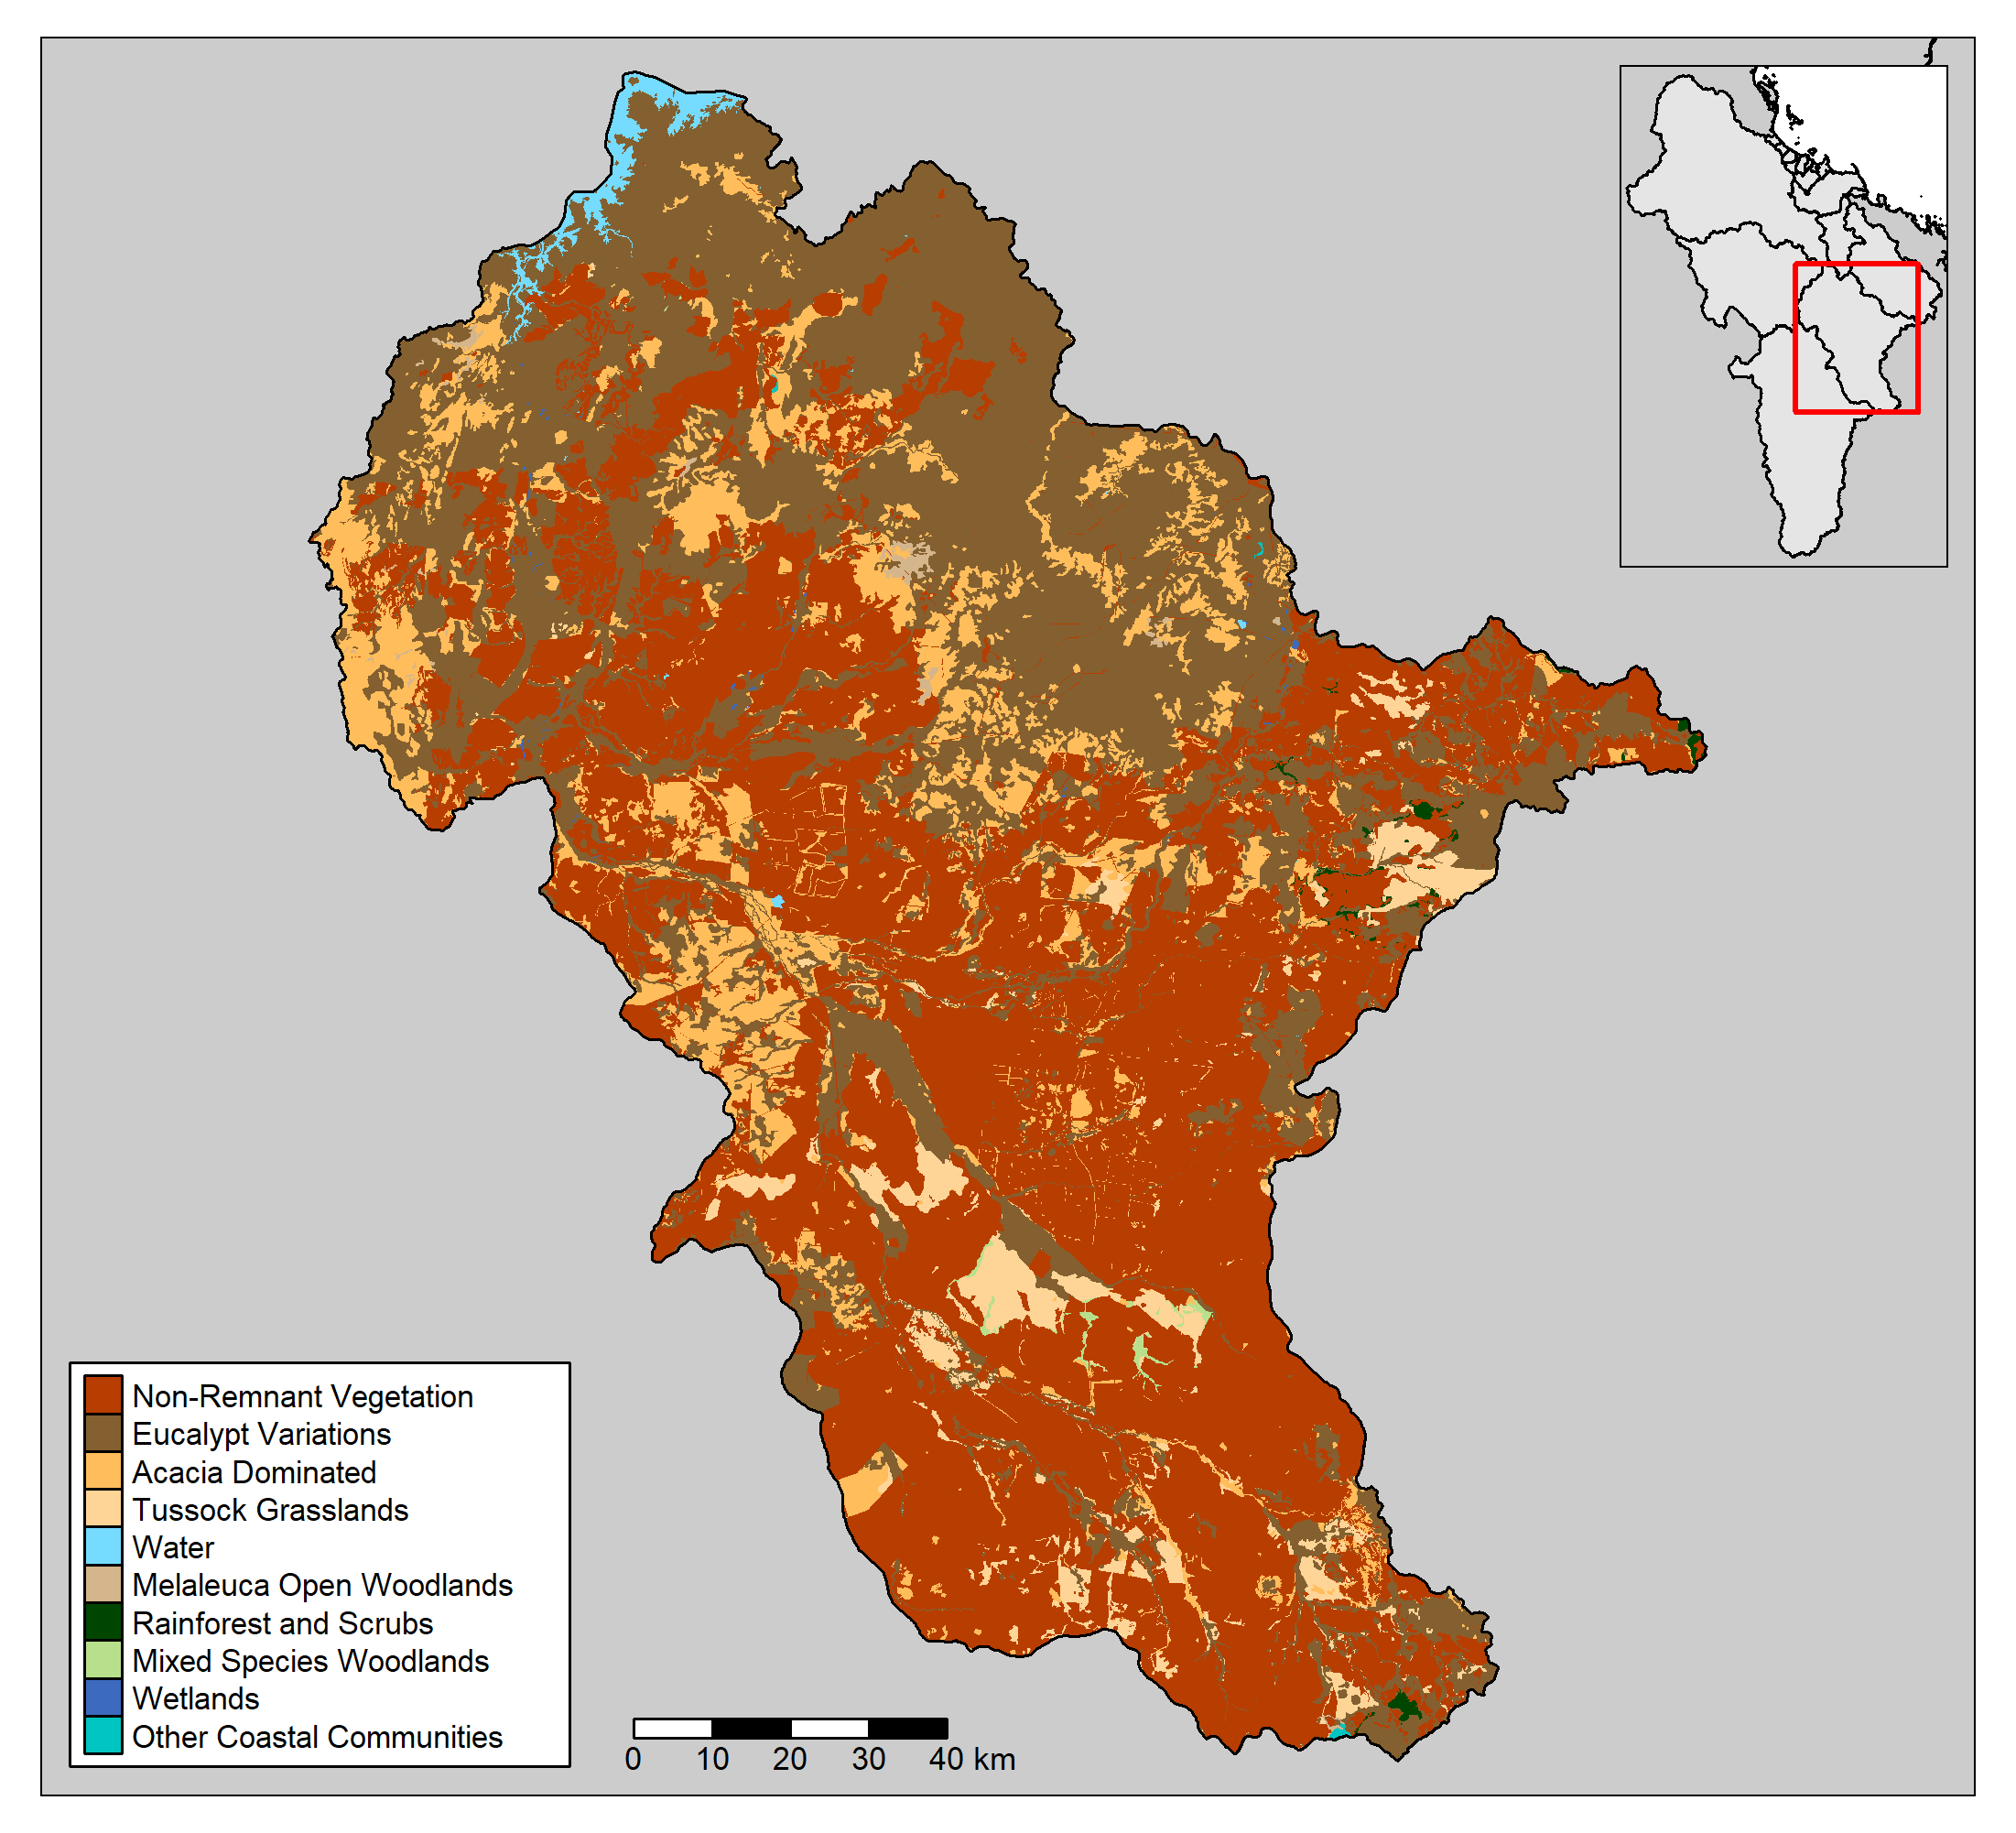 Non-Remnant Vegetation
Eucalypt Variations
Acacia Dominated
Tussock Grasslands
Water
Melaleuca Open Woodlands
Rainforest and Scrubs
Mixed Species Woodlands
Wetlands
Other Coastal Communities
0 10 20 30 40 km